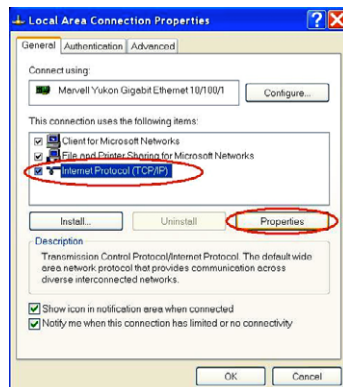 Local Area Connection Properties
General Authentication Advanced
Connect using:
Marvell Yukon Gigabit Ethernet 10/100/1
Configure...
This connection uses the following items:
Client for Microsoft Networks
File and Printer Sharing for Microsoft Networks
Internet Protocol (TCP/IP)
Install... Uninstall Properties
Description
Transmission Control Protocol/Internet Protocol. The default wide
area network protocol that provides communication across
diverse interconnected networks.
Show icon in notification area when connected
Notify me when this connection has limited or no connectivity
OK Cancel